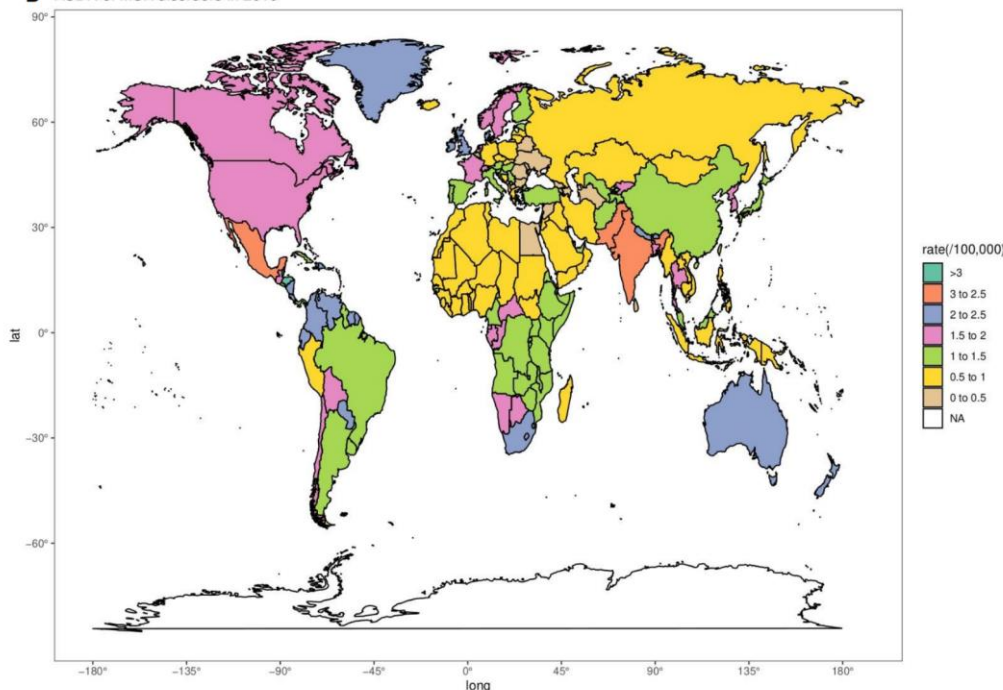 90°
60°
30°
0°
−30°
−60°
lat
−180°
−135°
−90°
−45°
0°
45°
90°
135°
180°
long
rate(/100,000)
>3
3 to 2.5
2 to 2.5
1.5 to 2
1 to 1.5
0.5 to 1
0 to 0.5
NA